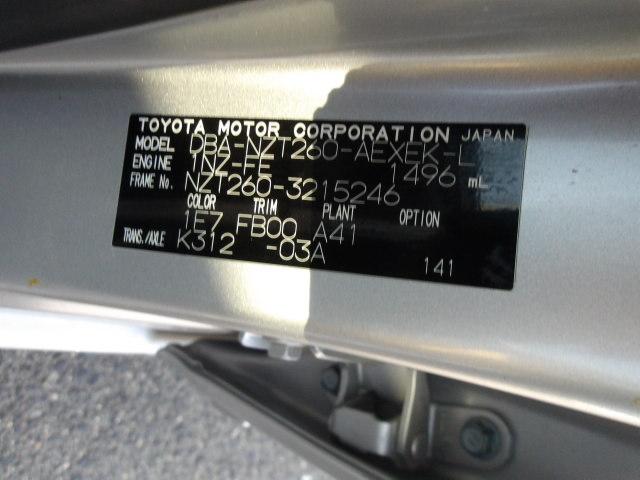 TOYOTA MOTOR CORPORATION JAPAN
MODEL DBA-NZT260-AEXEK-L
ENGINE 1NZ-FE 1496 mL
FRAME No. NZT260-3215246
COLOR TRIM PLANT OPTION
1E7 FB00 A41
TRANS./AXLE K312 -03A
141